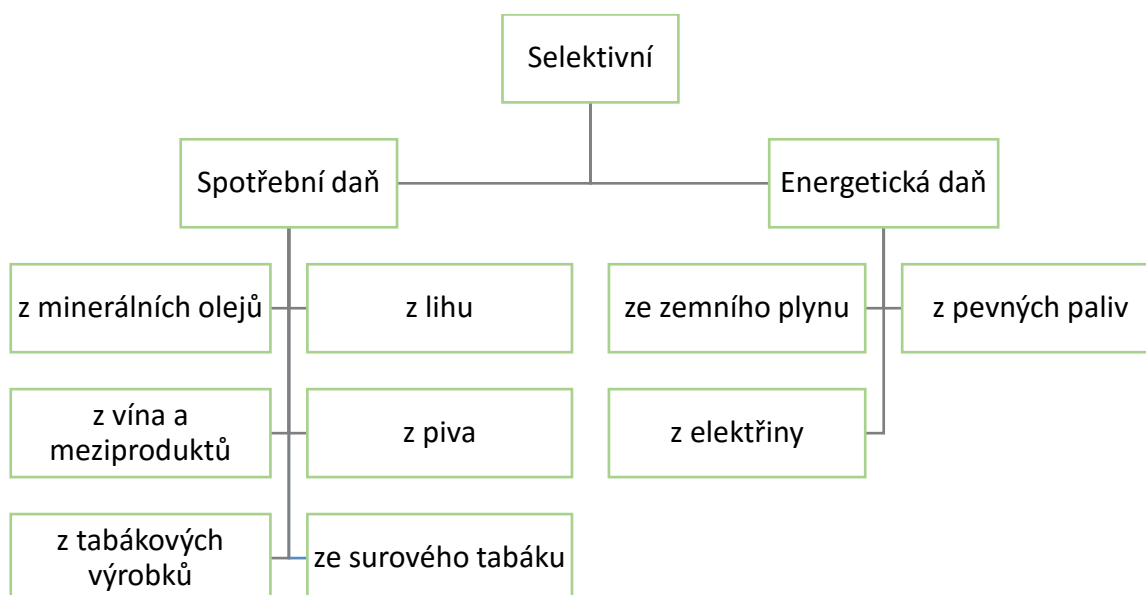 Selektivní
Spotřební daň
Energetická daň
z minerálních olejů
z lihu
ze zemního plynu
z pevných paliv
z vína a
meziproduktů
z piva
z elektřiny
z tabákových
výrobků
ze surového tabáku